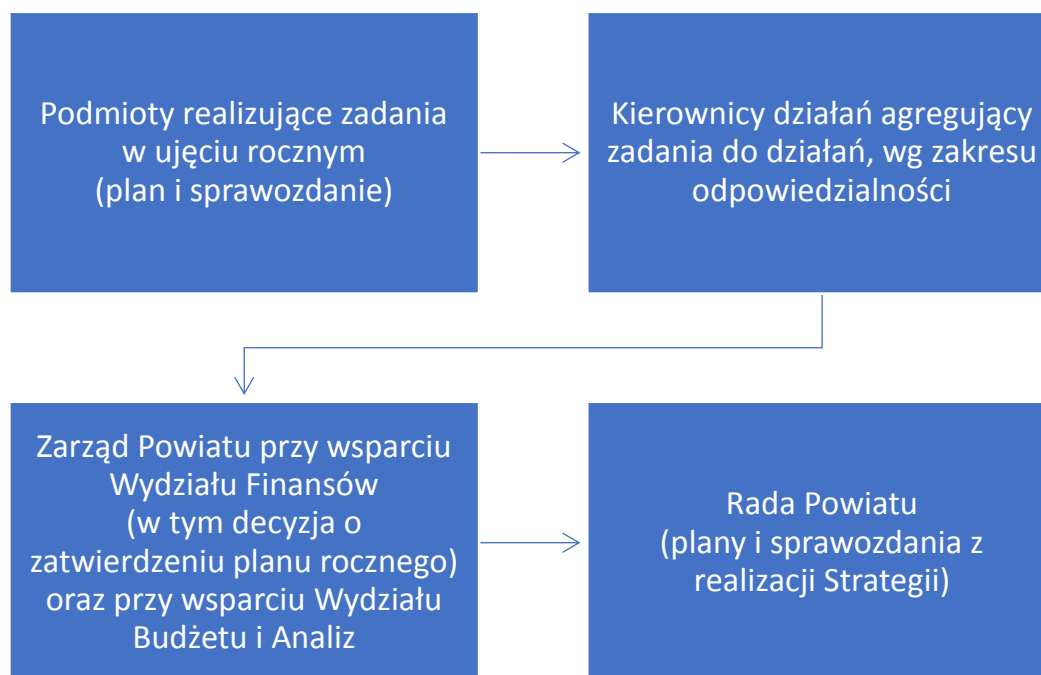 Podmioty realizujące zadania
w ujęciu rocznym
(plan i sprawozdanie)
Kierownicy działań agregujący
zadania do działań, wg zakresu
odpowiedzialności
Zarząd Powiatu przy wsparciu
Wydziału Finansów
(w tym decyzja o
zatwierdzeniu planu rocznego)
oraz przy wsparciu Wydziału
Budżetu i Analiz
Rada Powiatu
(plany i sprawozdania z
realizacji Strategii)